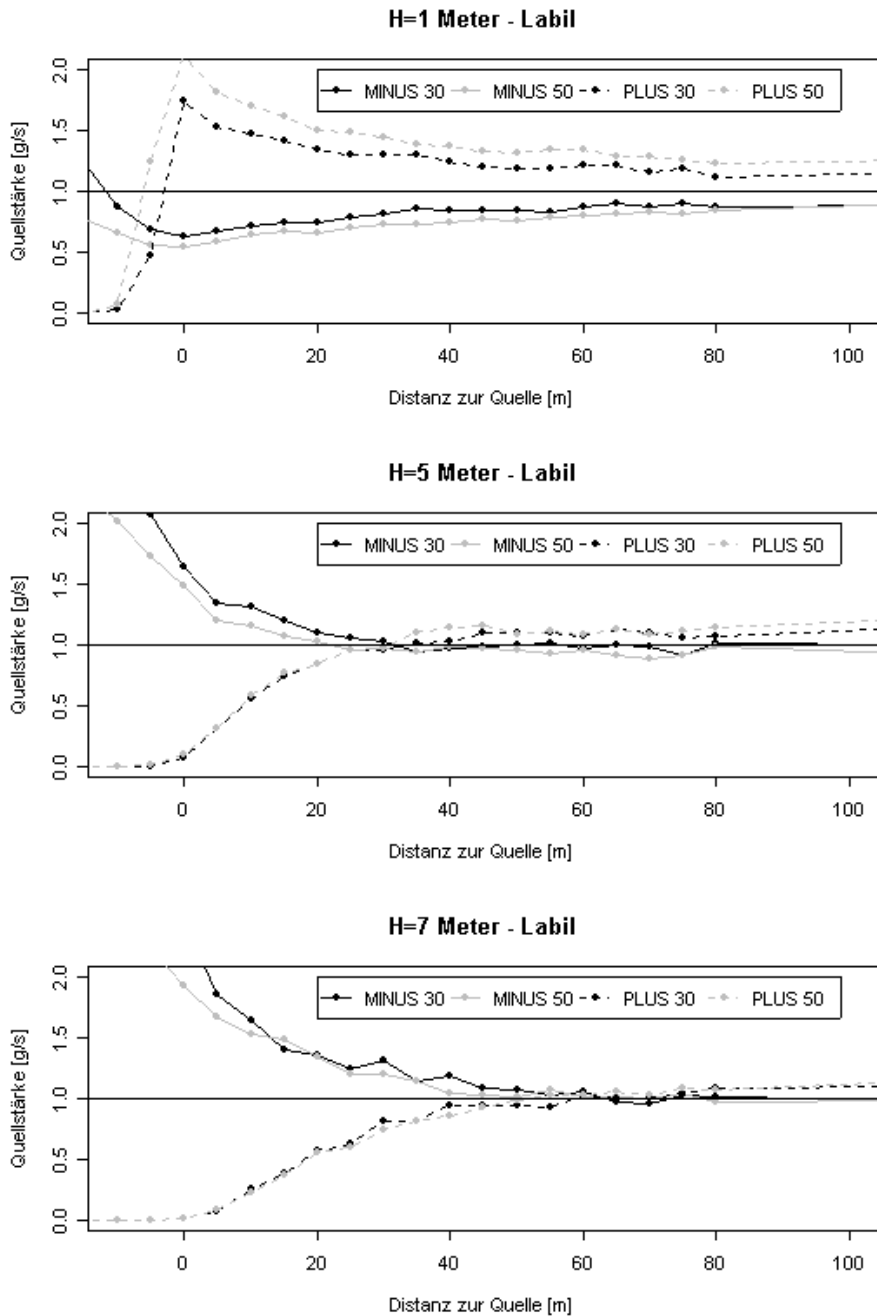 H=1 Meter - Labil
Quellstärke [g/s]
2.0
1.5
1.0
0.5
0.0
MINUS 30 MINUS 50 PLUS 30 PLUS 50
0 20 40 60 80 100
Distanz zur Quelle [m]
H=5 Meter - Labil
Quellstärke [g/s]
2.0
1.5
1.0
0.5
0.0
MINUS 30 MINUS 50 PLUS 30 PLUS 50
0 20 40 60 80 100
Distanz zur Quelle [m]
H=7 Meter - Labil
Quellstärke [g/s]
2.0
1.5
1.0
0.5
0.0
MINUS 30 MINUS 50 PLUS 30 PLUS 50
0 20 40 60 80 100
Distanz zur Quelle [m]